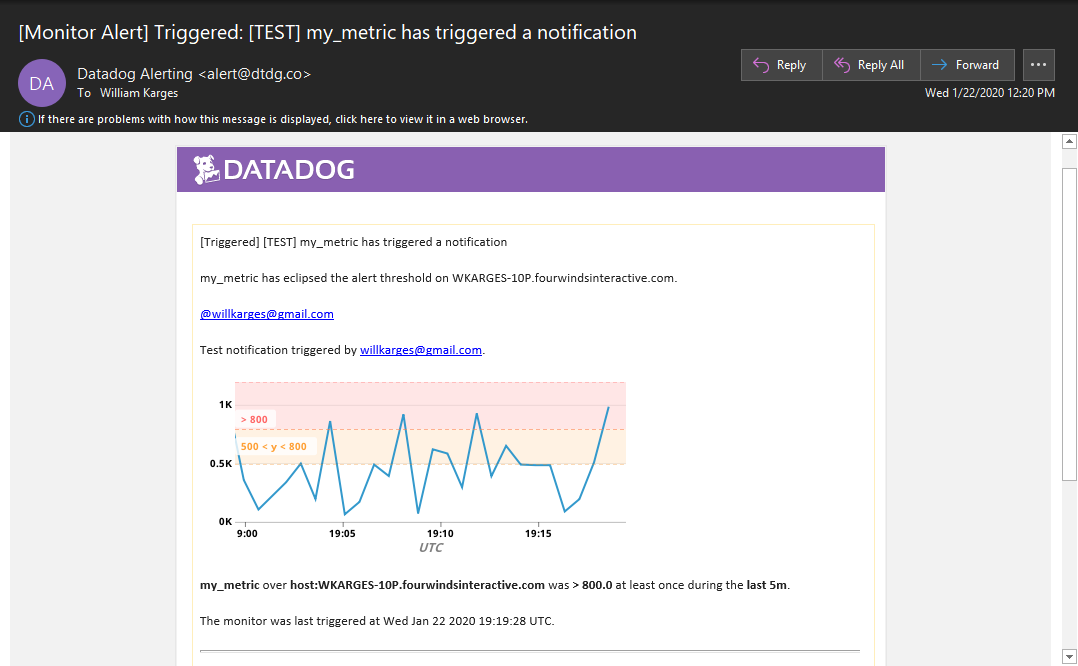 [Monitor Alert] Triggered: [TEST] my_metric has triggered a notification
DA
Datadog Alerting <alert@dtdg.co>
To William Karges
Reply
Reply All
Forward
Wed 1/22/2020 12:20 PM
If there are problems with how this message is displayed, click here to view it in a web browser.
DATADOG
[Triggered] [TEST] my_metric has triggered a notification
my_metric has eclipsed the alert threshold on WKARGES-10P.fourwindsinteractive.com.
@willkarges@gmail.com
Test notification triggered by willkarges@gmail.com.
1K
> 800
500 < y < 800
0.5K
0K
9:00 19:05 19:10 19:15
UTC
my_metric over host:WKARGES-10P.fourwindsinteractive.com was > 800.0 at least once during the last 5m.
The monitor was last triggered at Wed Jan 22 2020 19:19:28 UTC.